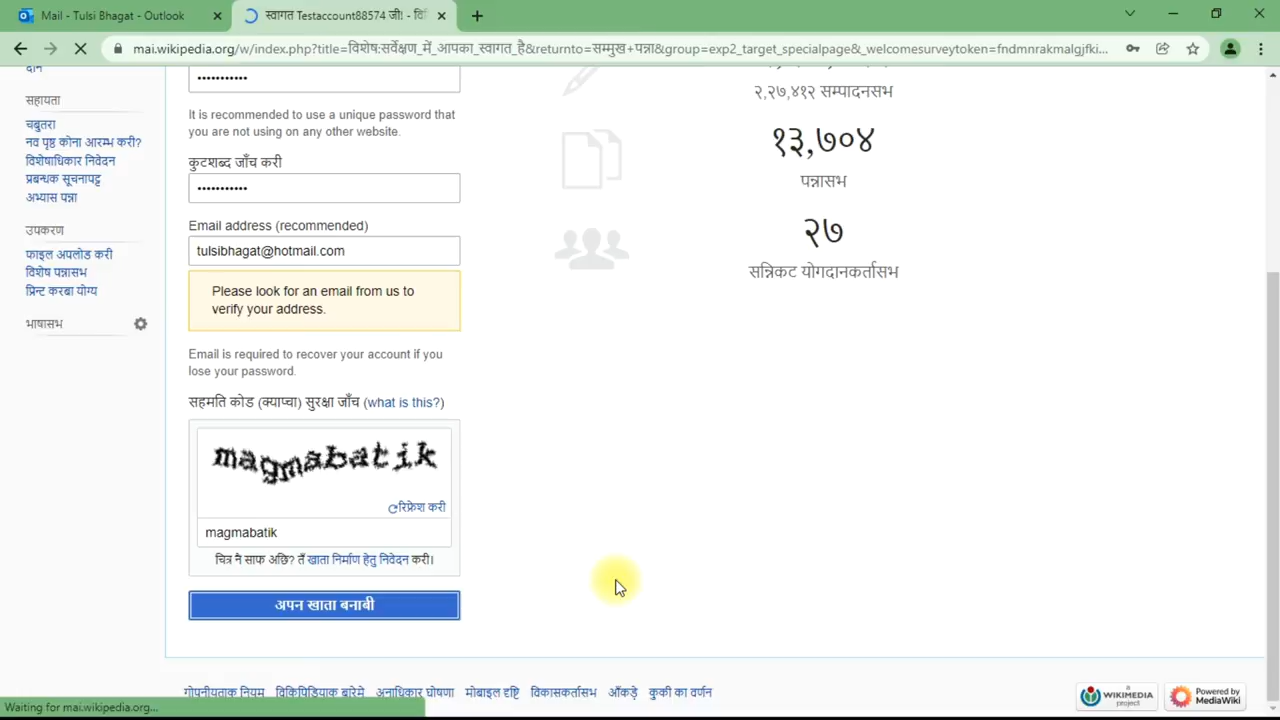 Mail - Tulsi Bhagat - Outlook
स्वागत Testaccount88574 जी! - वि
mai.wikipedia.org/w/index.php?title=विशेष:सर्वेक्षण_में_आपका_स्वागत_है&returnto=सम्मुख+पन्ना&group=exp2_target_specialpage&_welcomesurveytoken=fndmnrakmalgjfki...
दान
सहायता
चबुतरा
नव पृष्ठ कोना आरम्भ करी?
विशेषाधिकार निवेदन
प्रबन्धक सूचनापट्ट
अभ्यास पन्ना
उपकरण
फाइल अपलोड करी
विशेष पन्नासभ
प्रिन्ट करबा योग्य
भाषासभ
•••••••••••
It is recommended to use a unique password that
you are not using on any other website.
कुटशब्द जाँच करी
•••••••••••
Email address (recommended)
tulsibhagat@hotmail.com
Please look for an email from us to
verify your address.
Email is required to recover your account if you
lose your password.
सहमति कोड (क्याप्चा) सुरक्षा जाँच (what is this?)
magmabatik
रिफ्रेश करी
magmabatik
चित्र नै साफ अछि? तँ खाता निर्माण हेतु निवेदन करी।
अपन खाता बनाबी
२,२७,४१२ सम्पादनसभ
१३,७०४
पन्नासभ
२७
सन्निकट योगदानकर्तासभ
गोपनीयताक नियम विकिपिडियाक बारेमे अनाधिकार घोषणा मोबाइल दृष्टि विकासकर्तासभ आँकड़े कुकी का वर्णन
A WIKIMEDIA project
Powered by MediaWiki
Waiting for mai.wikipedia.org...